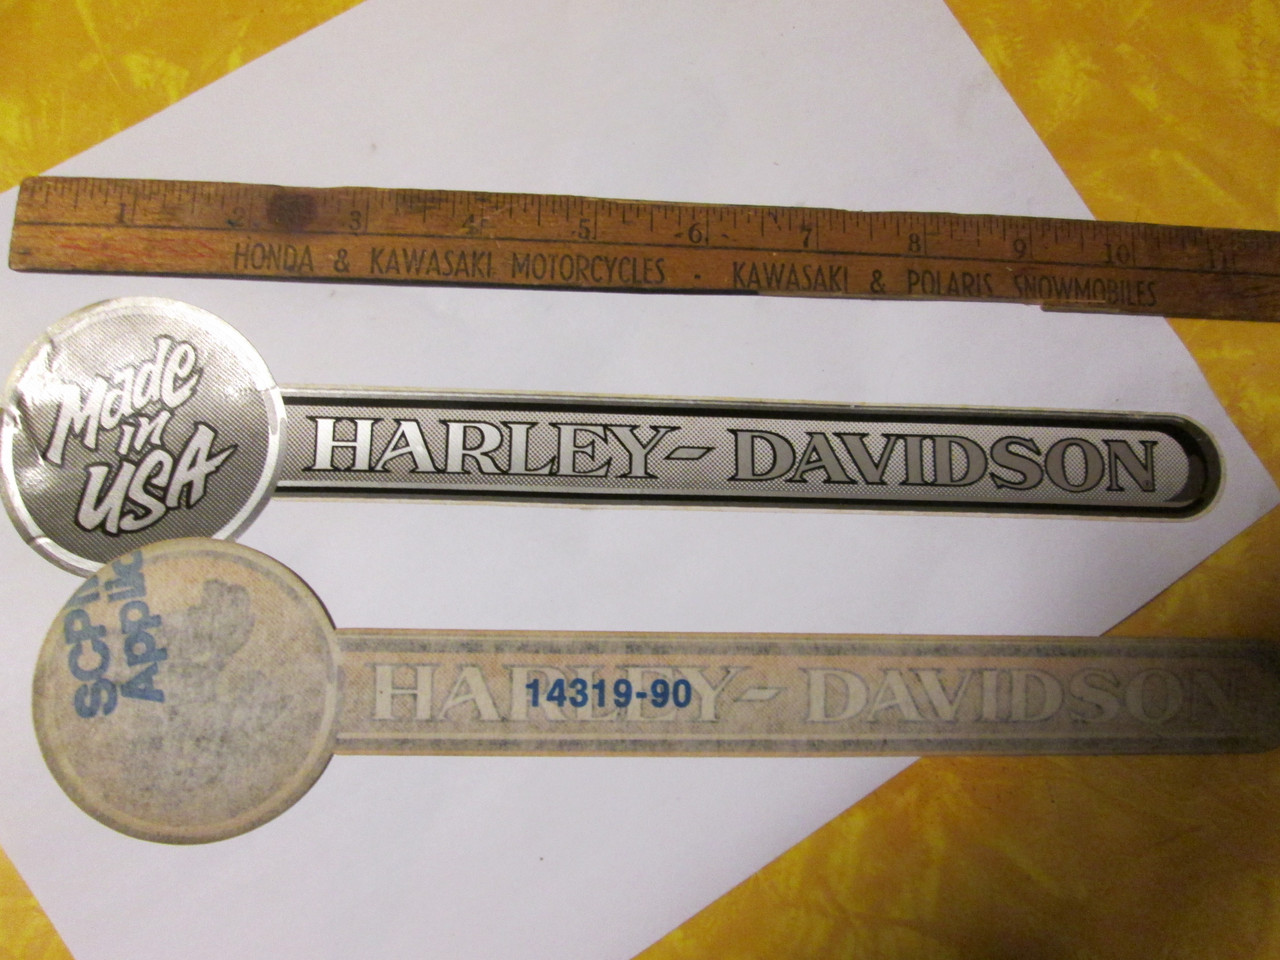 1 2 3 4 5 6 7 8 9 10 11
HONDA & KAWASAKI MOTORCYCLES - KAWASAKI & POLARIS SNOWMOBILES
Made
in
USA
HARLEY-DAVIDSON
HARLEY-DAVIDSON
14319-90